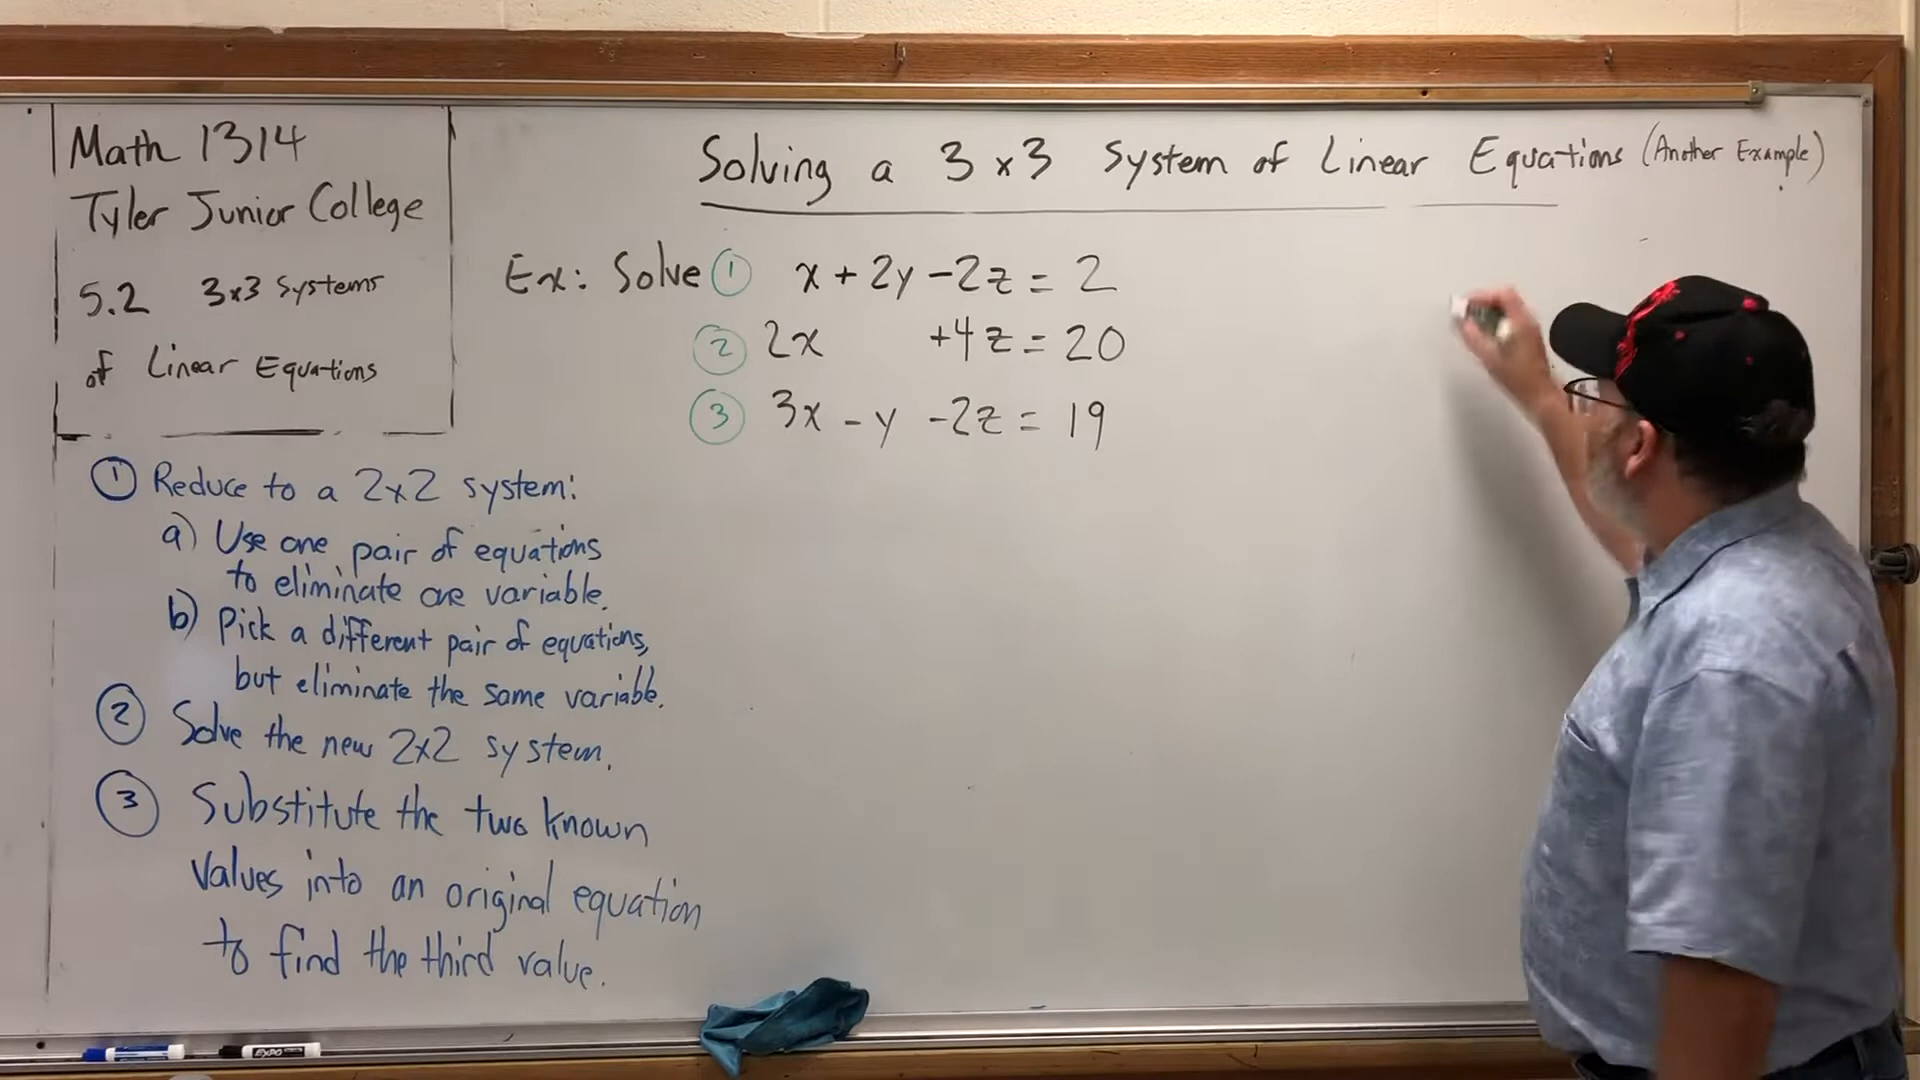 Math 1314
Tyler Junior College
5.2 3x3 Systems
of Linear Equations
Solving a 3x3 System of Linear Equations (Another Example)
Ex: Solve ① x + 2y - 2z = 2
② 2x +4z = 20
③ 3x - y - 2z = 19
① Reduce to a 2x2 system:
a) Use one pair of equations
to eliminate one variable.
b) Pick a different pair of equations,
but eliminate the same variable.
② Solve the new 2x2 system.
③ Substitute the two known
values into an original equation
to find the third value.
EXPO